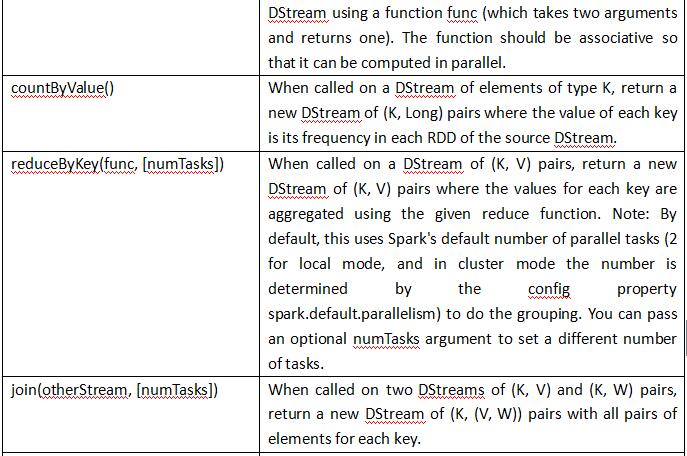 DStream using a function func (which takes two arguments
and returns one). The function should be associative so
that it can be computed in parallel.
countByValue()
When called on a DStream of elements of type K, return a
new DStream of (K, Long) pairs where the value of each key
is its frequency in each RDD of the source DStream.
reduceByKey(func, [numTasks])
When called on a DStream of (K, V) pairs, return a new
DStream of (K, V) pairs where the values for each key are
aggregated using the given reduce function. Note: By
default, this uses Spark's default number of parallel tasks (2
for local mode, and in cluster mode the number is
determined by the config property
spark.default.parallelism) to do the grouping. You can pass
an optional numTasks argument to set a different number
of tasks.
join(otherStream, [numTasks])
When called on two DStreams of (K, V) and (K, W) pairs,
return a new DStream of (K, (V, W)) pairs with all pairs of
elements for each key.